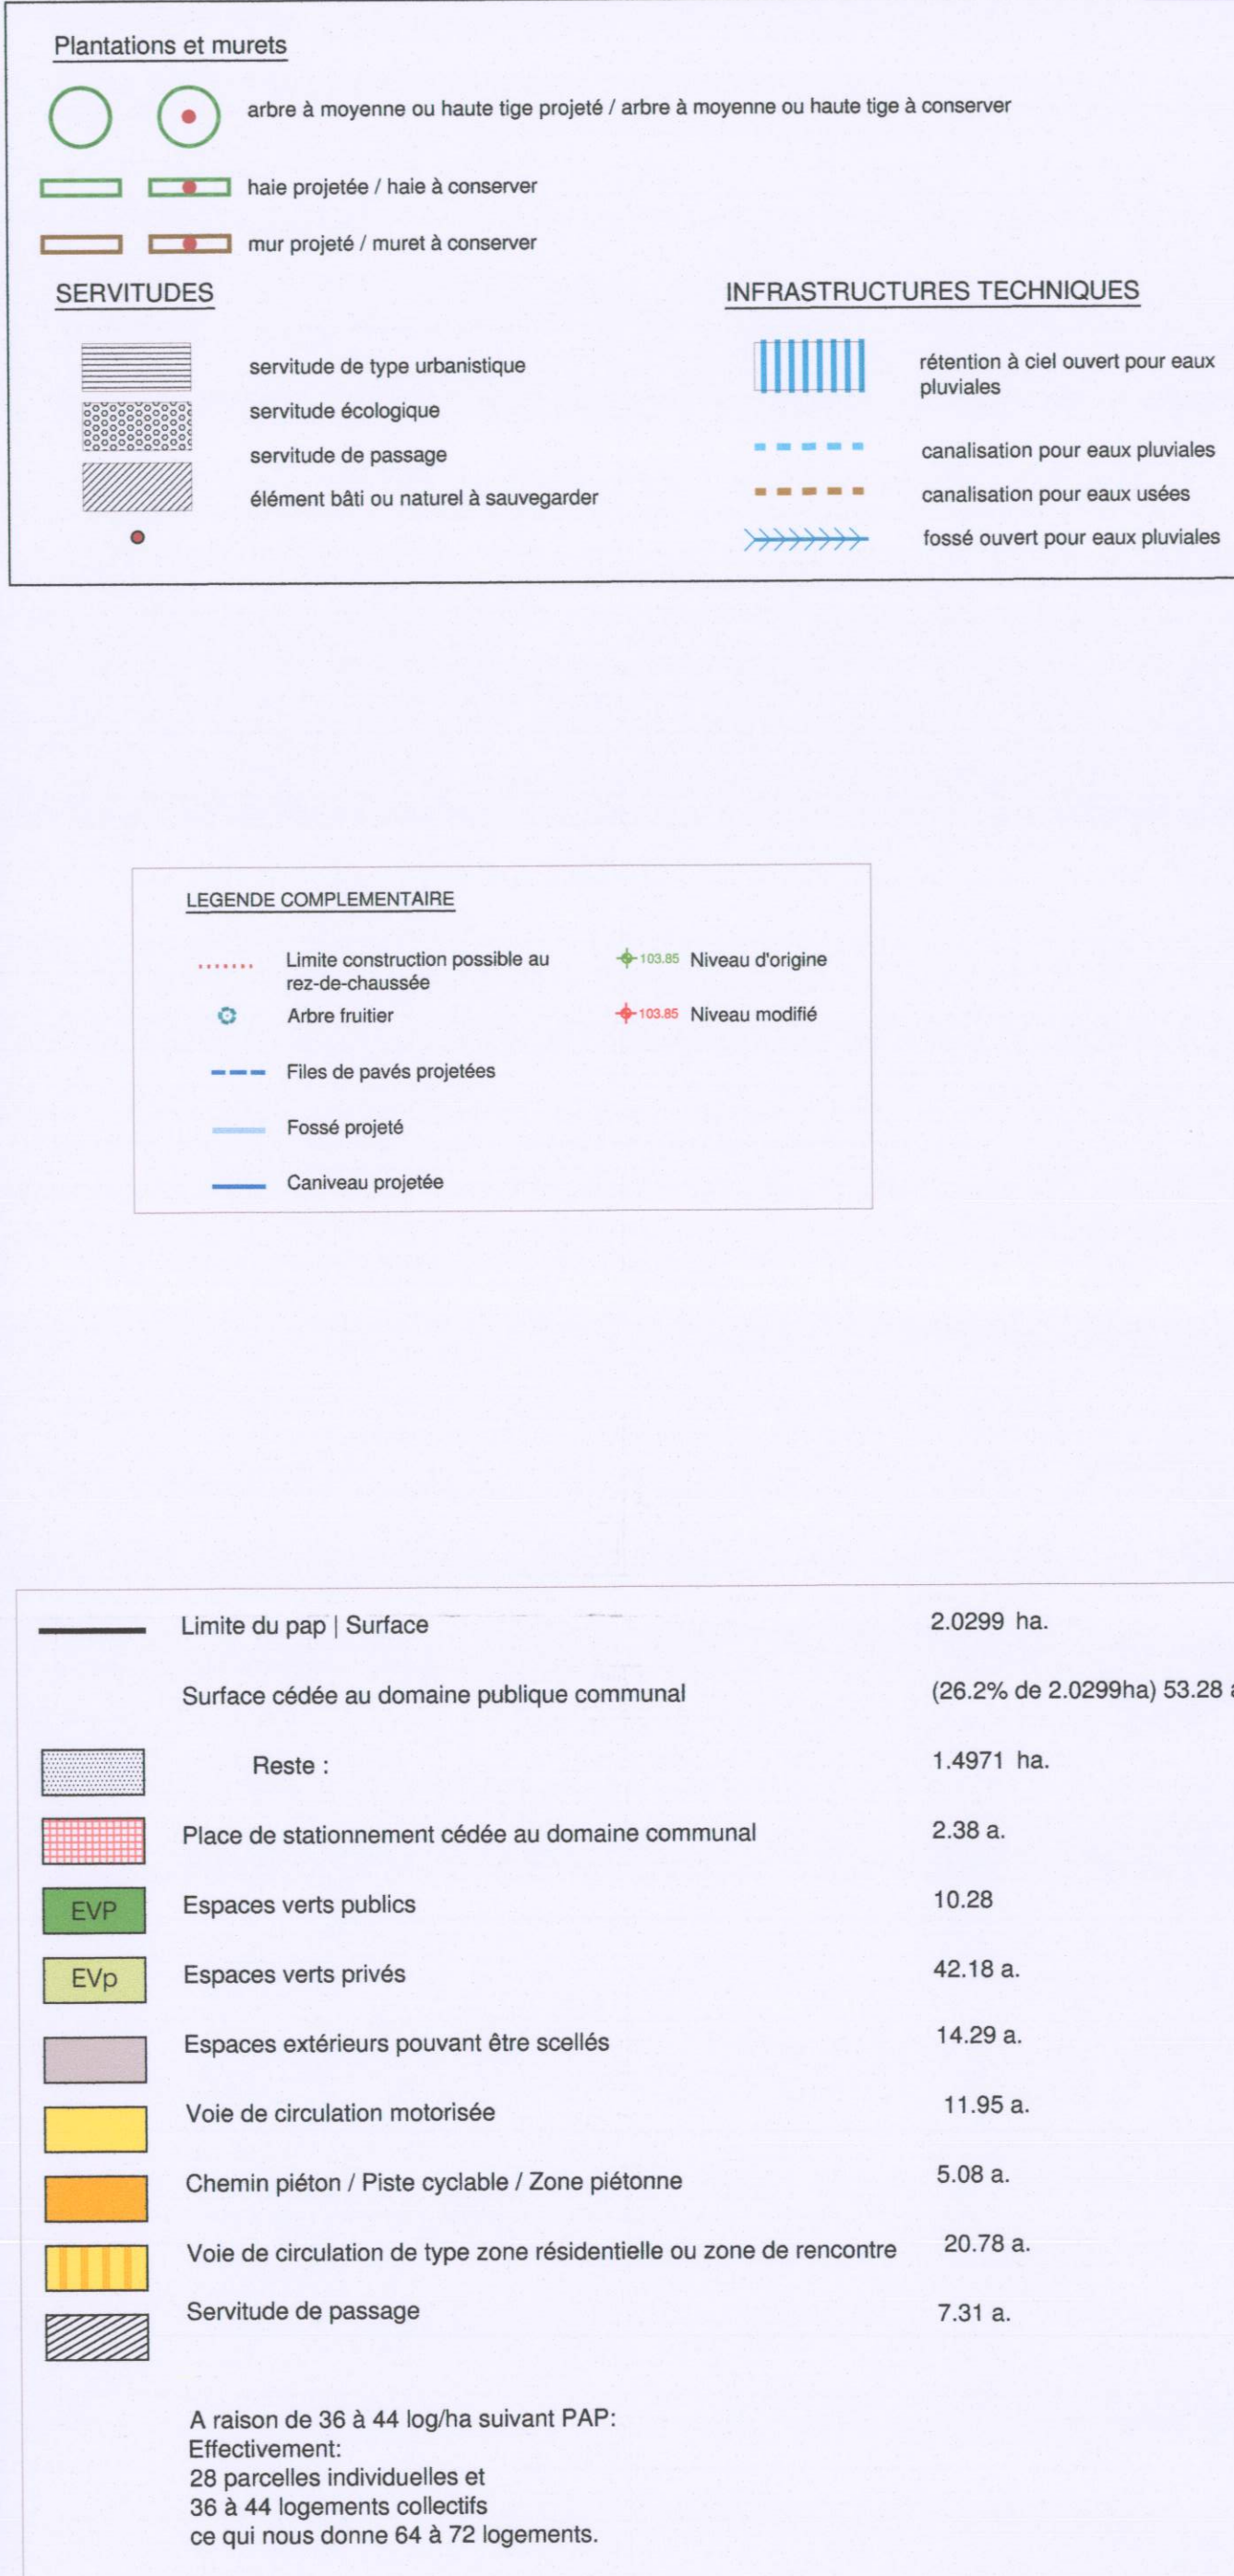 Plantations et murets
arbre à moyenne ou haute tige projeté / arbre à moyenne ou haute tige à conserver
haie projetée / haie à conserver
mur projeté / muret à conserver
SERVITUDES
servitude de type urbanistique
servitude écologique
servitude de passage
élément bâti ou naturel à sauvegarder
INFRASTRUCTURES TECHNIQUES
rétention à ciel ouvert pour eaux
pluviales
canalisation pour eaux pluviales
canalisation pour eaux usées
fossé ouvert pour eaux pluviales
LEGENDE COMPLEMENTAIRE
Limite construction possible au
rez-de-chaussée
Arbre fruitier
Files de pavés projetées
Fossé projeté
Caniveau projetée
103.85 Niveau d'origine
103.85 Niveau modifié
Limite du pap | Surface 2.0299 ha.
Surface cédée au domaine publique communal (26.2% de 2.0299ha) 53.28 a
Reste : 1.4971 ha.
Place de stationnement cédée au domaine communal 2.38 a.
EVP Espaces verts publics 10.28
EVp Espaces verts privés 42.18 a.
Espaces extérieurs pouvant être scellés 14.29 a.
Voie de circulation motorisée 11.95 a.
Chemin piéton / Piste cyclable / Zone piétonne 5.08 a.
Voie de circulation de type zone résidentielle ou zone de rencontre 20.78 a.
Servitude de passage 7.31 a.
A raison de 36 à 44 log/ha suivant PAP:
Effectivement:
28 parcelles individuelles et
36 à 44 logements collectifs
ce qui nous donne 64 à 72 logements.